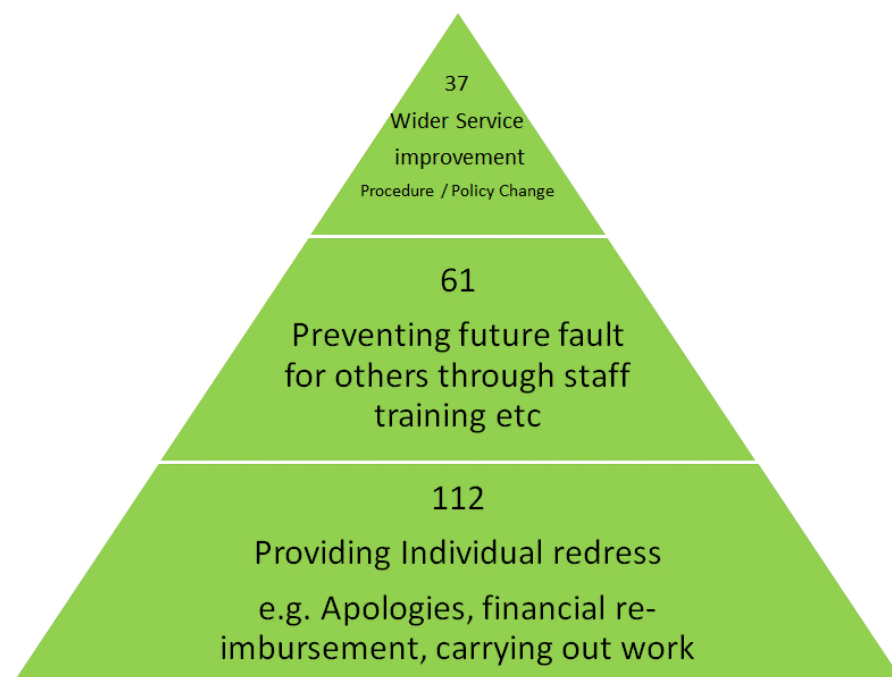 37
Wider Service
improvement
Procedure / Policy Change
61
Preventing future fault
for others through staff
training etc
112
Providing Individual redress
e.g. Apologies, financial re-
imbursement, carrying out work